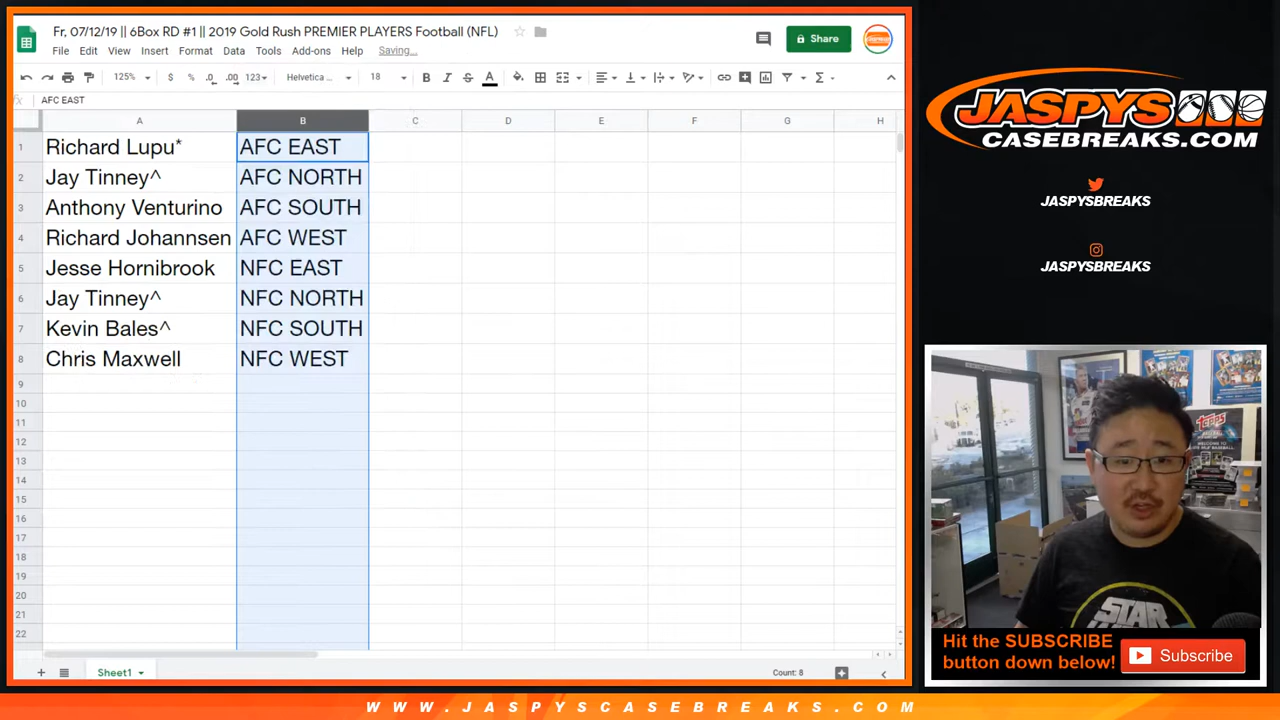 Fr, 07/12/19 || 6Box RD #1 || 2019 Gold Rush PREMIER PLAYERS Football (NFL)
File Edit View Insert Format Data Tools Add-ons Help Saving...
Share
125% $ % .0 .00 123 Helvetica ... 18 B I S A
fx AFC EAST
A B C D E F G H
1 Richard Lupu* AFC EAST
2 Jay Tinney^ AFC NORTH
3 Anthony Venturino AFC SOUTH
4 Richard Johannsen AFC WEST
5 Jesse Hornibrook NFC EAST
6 Jay Tinney^ NFC NORTH
7 Kevin Bales^ NFC SOUTH
8 Chris Maxwell NFC WEST
9
10
11
12
13
14
15
16
17
18
19
20
21
22
Sheet1
Count: 8
JASPYS
CASEBREAKS.COM
JASPYSBREAKS
JASPYSBREAKS
TOPPS
STAR
Hit the SUBSCRIBE
button down below!
Subscribe
WWW.JASPYSCASEBREAKS.COM